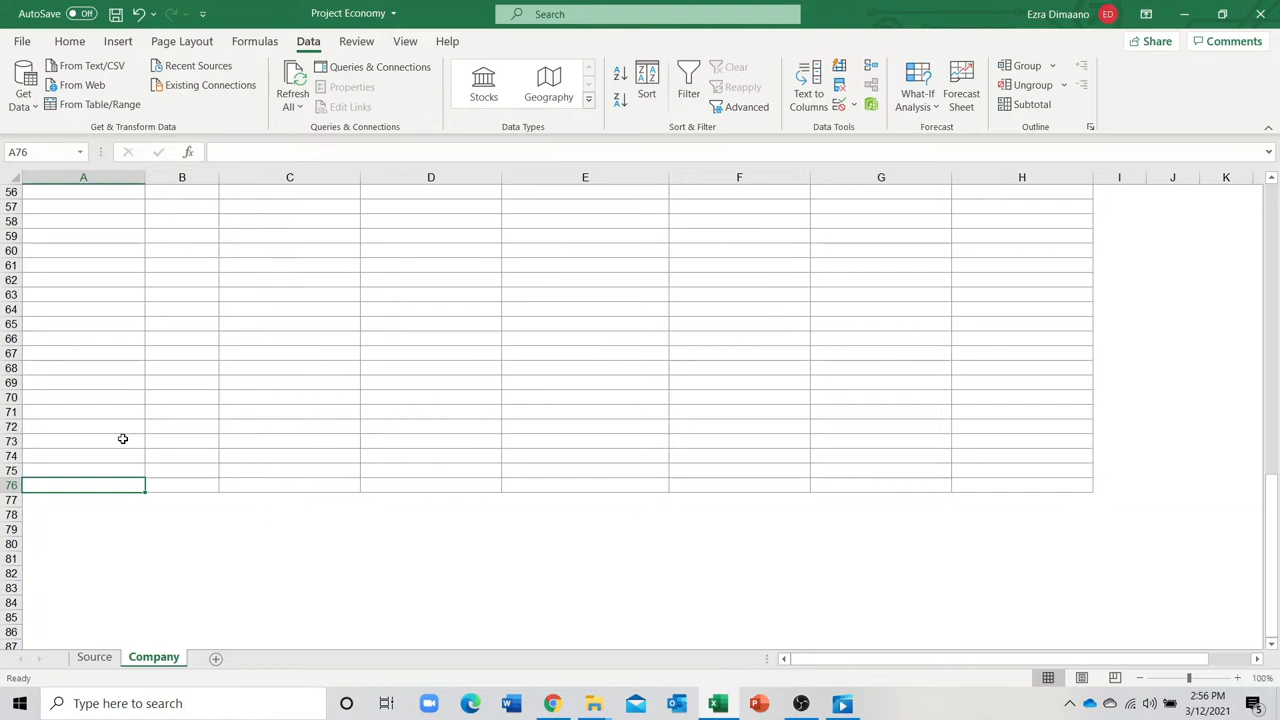 AutoSave Off Project Economy Search Ezra Dimaano ED
File Home Insert Page Layout Formulas Data Review View Help Share Comments
Get Data From Text/CSV From Web From Table/Range Recent Sources Existing Connections
Refresh All Queries & Connections Properties Edit Links
Stocks Geography
Sort Filter Clear Reapply Advanced
Text to Columns
What-If Analysis Forecast Sheet
Group Ungroup Subtotal
Get & Transform Data Queries & Connections Data Types Sort & Filter Data Tools Forecast Outline
A76 fx
A B C D E F G H I J K
56
57
58
59
60
61
62
63
64
65
66
67
68
69
70
71
72
73
74
75
76
77
78
79
80
81
82
83
84
85
86
87
Source Company
Ready 100%
Type here to search 2:56 PM
3/12/2021 5